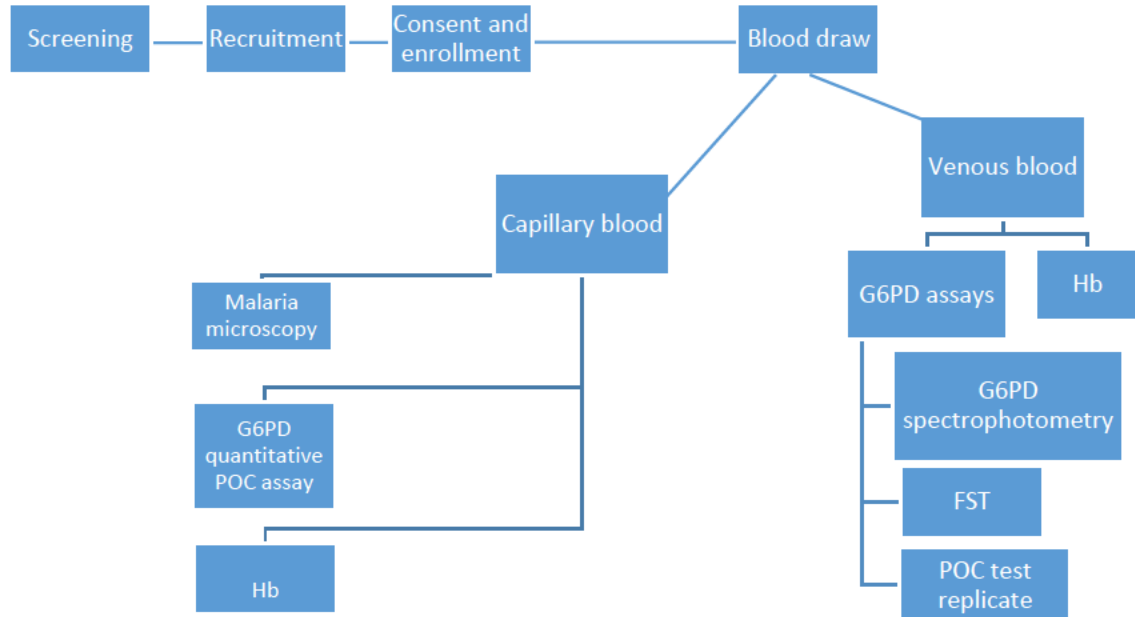 Screening
Recruitment
Consent and
enrollment
Blood draw
Venous blood
Capillary blood
G6PD assays
Hb
Malaria
microscopy
G6PD
spectrophotometry
G6PD
quantitative
POC assay
FST
Hb
POC test
replicate